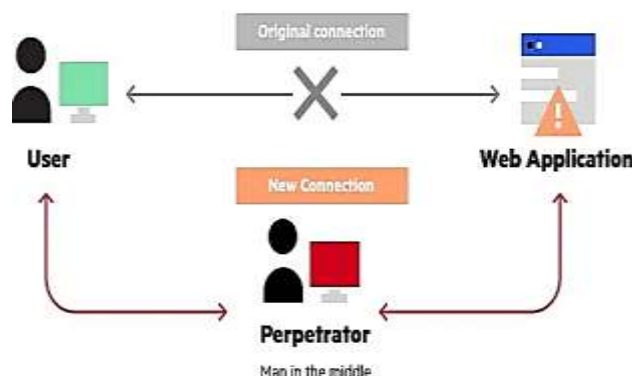 Original connection
User
Web Application
New Connection
Perpetrator
Man in the middle